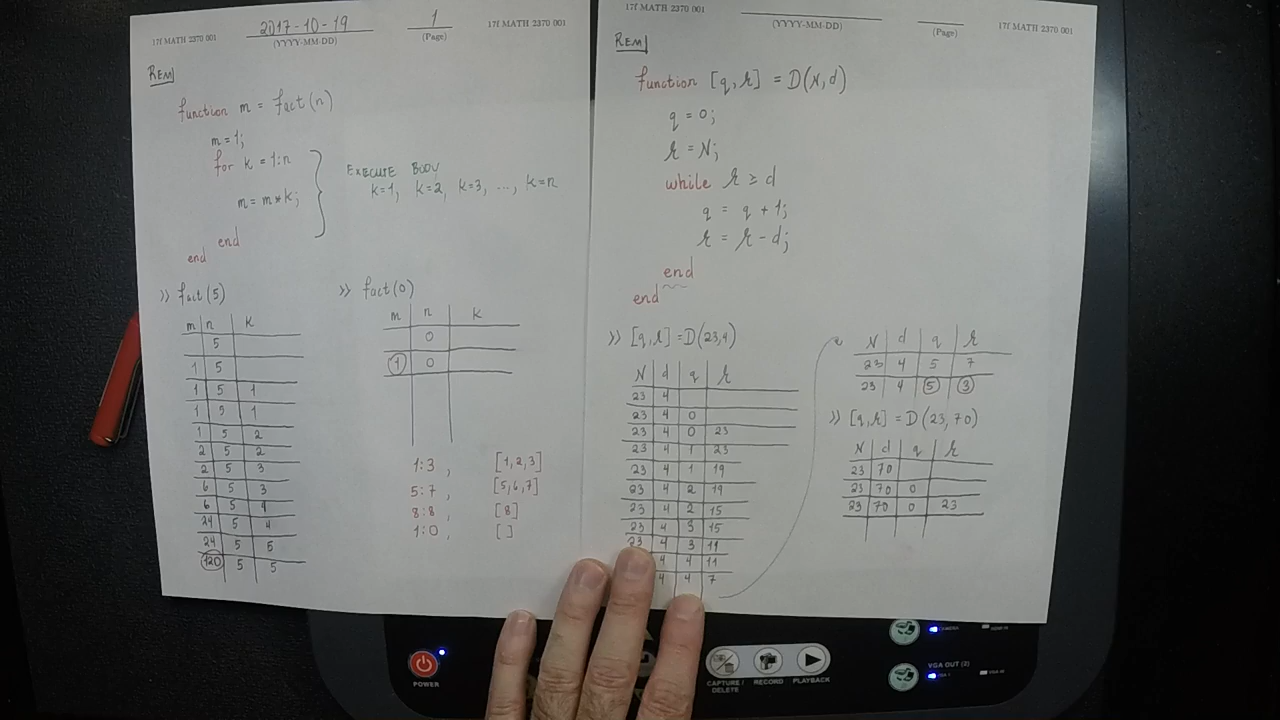 17f MATH 2370 001
2017-10-19
(YYYY-MM-DD)
1
(Page)
17f MATH 2370 001
REM
function m = fact(n)
m=1;
for k = 1:n
m = m*k;
end
end
EXECUTE BODY
k=1, k=2, k=3, ..., k=n
>> fact(5)
m n k
5
1 5
1 5 1
1 5 1
1 5 2
2 5 2
2 5 3
6 5 3
6 5 4
24 5 4
24 5 5
120 5 5
>> fact(0)
m n k
0
1 0
1:3, [1,2,3]
5:7, [5,6,7]
8:8, [8]
1:0, [ ]
17f MATH 2370 001
(YYYY-MM-DD)
(Page)
17f MATH 2370 001
REM
function [q,r] = D(N,d)
q = 0;
r = N;
while r ≥ d
q = q + 1;
r = r - d;
end
end
>> [q,r] = D(23,4)
N d q r
23 4
23 4 0
23 4 0 23
23 4 1 23
23 4 1 19
23 4 2 19
23 4 2 15
23 4 3 15
23 4 3 11
4 4 11
4 4 7
N d q r
23 4 5 7
23 4 5 3
>> [q,r] = D(23,70)
N d q r
23 70
23 70 0
23 70 0 23
POWER
CAPTURE / DELETE
RECORD
PLAYBACK
VGA OUT (2)